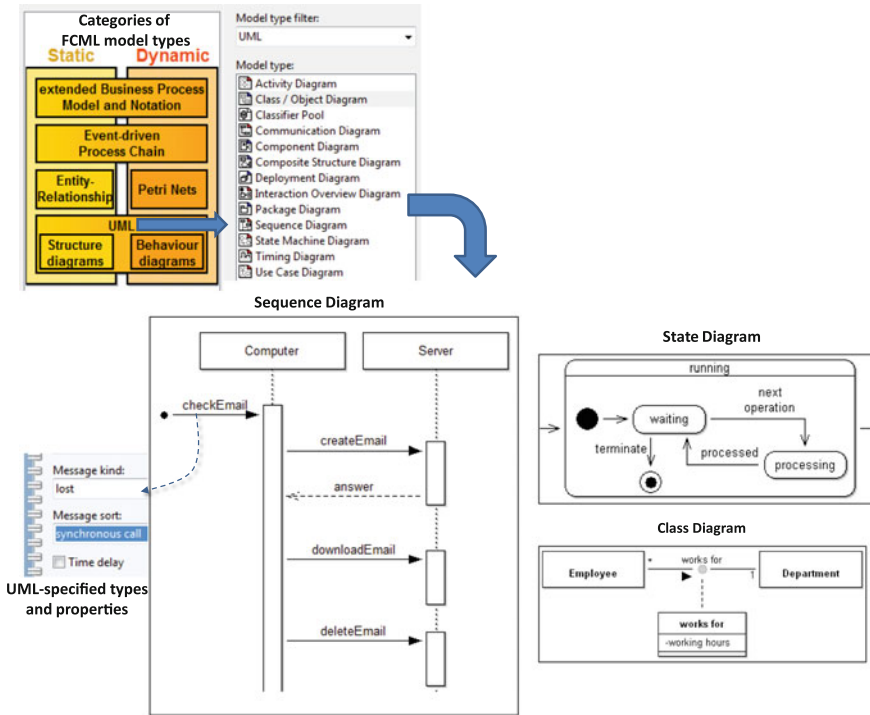 Categories of
FCML model types
Static
Dynamic
extended Business Process
Model and Notation
Event-driven
Process Chain
Entity-
Relationship
Petri Nets
UML
Structure
diagrams
Behaviour
diagrams
Model type filter:
UML
Model type:
Activity Diagram
Class / Object Diagram
Classifier Pool
Communication Diagram
Component Diagram
Composite Structure Diagram
Deployment Diagram
Interaction Overview Diagram
Package Diagram
Sequence Diagram
State Machine Diagram
Timing Diagram
Use Case Diagram
Sequence Diagram
Computer
Server
checkEmail
createEmail
answer
downloadEmail
deleteEmail
Message kind:
lost
Message sort:
synchronous call
Time delay
UML-specified types
and properties
State Diagram
running
waiting
next
operation
terminate
processed
processing
Class Diagram
Employee
*
works for
1
Department
works for
-working hours